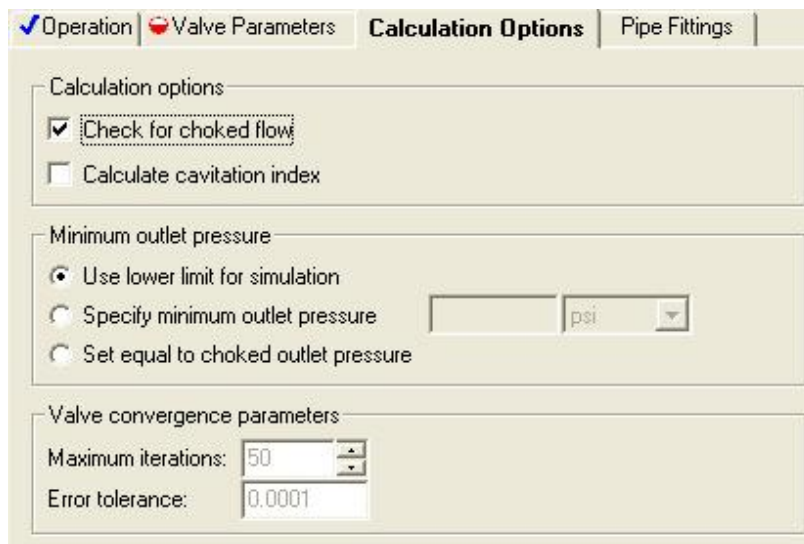 Operation Valve Parameters Calculation Options Pipe Fittings
Calculation options
Check for choked flow
Calculate cavitation index
Minimum outlet pressure
Use lower limit for simulation
Specify minimum outlet pressure psi
Set equal to choked outlet pressure
Valve convergence parameters
Maximum iterations: 50
Error tolerance: 0.0001